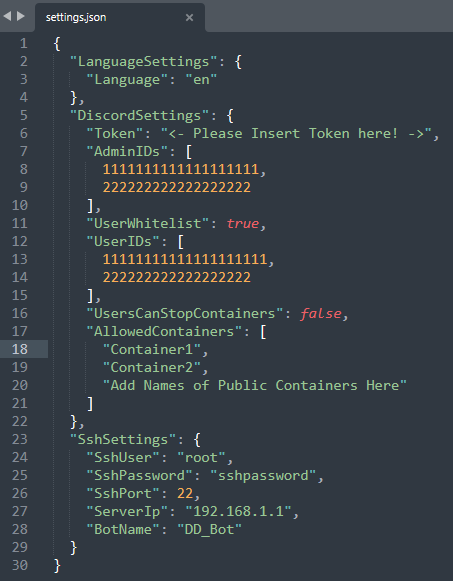 settings.json ×
1 {
2 "LanguageSettings": {
3 "Language": "en"
4 },
5 "DiscordSettings": {
6 "Token": "<- Please Insert Token here! ->",
7 "AdminIDs": [
8 1111111111111111111,
9 222222222222222222
10 ],
11 "UserWhitelist": true,
12 "UserIDs": [
13 11111111111111111111,
14 222222222222222222
15 ],
16 "UsersCanStopContainers": false,
17 "AllowedContainers": [
18 "Container1",
19 "Container2",
20 "Add Names of Public Containers Here"
21 ]
22 },
23 "SshSettings": {
24 "SshUser": "root",
25 "SshPassword": "sshpassword",
26 "SshPort": 22,
27 "ServerIp": "192.168.1.1",
28 "BotName": "DD_Bot"
29 }
30 }